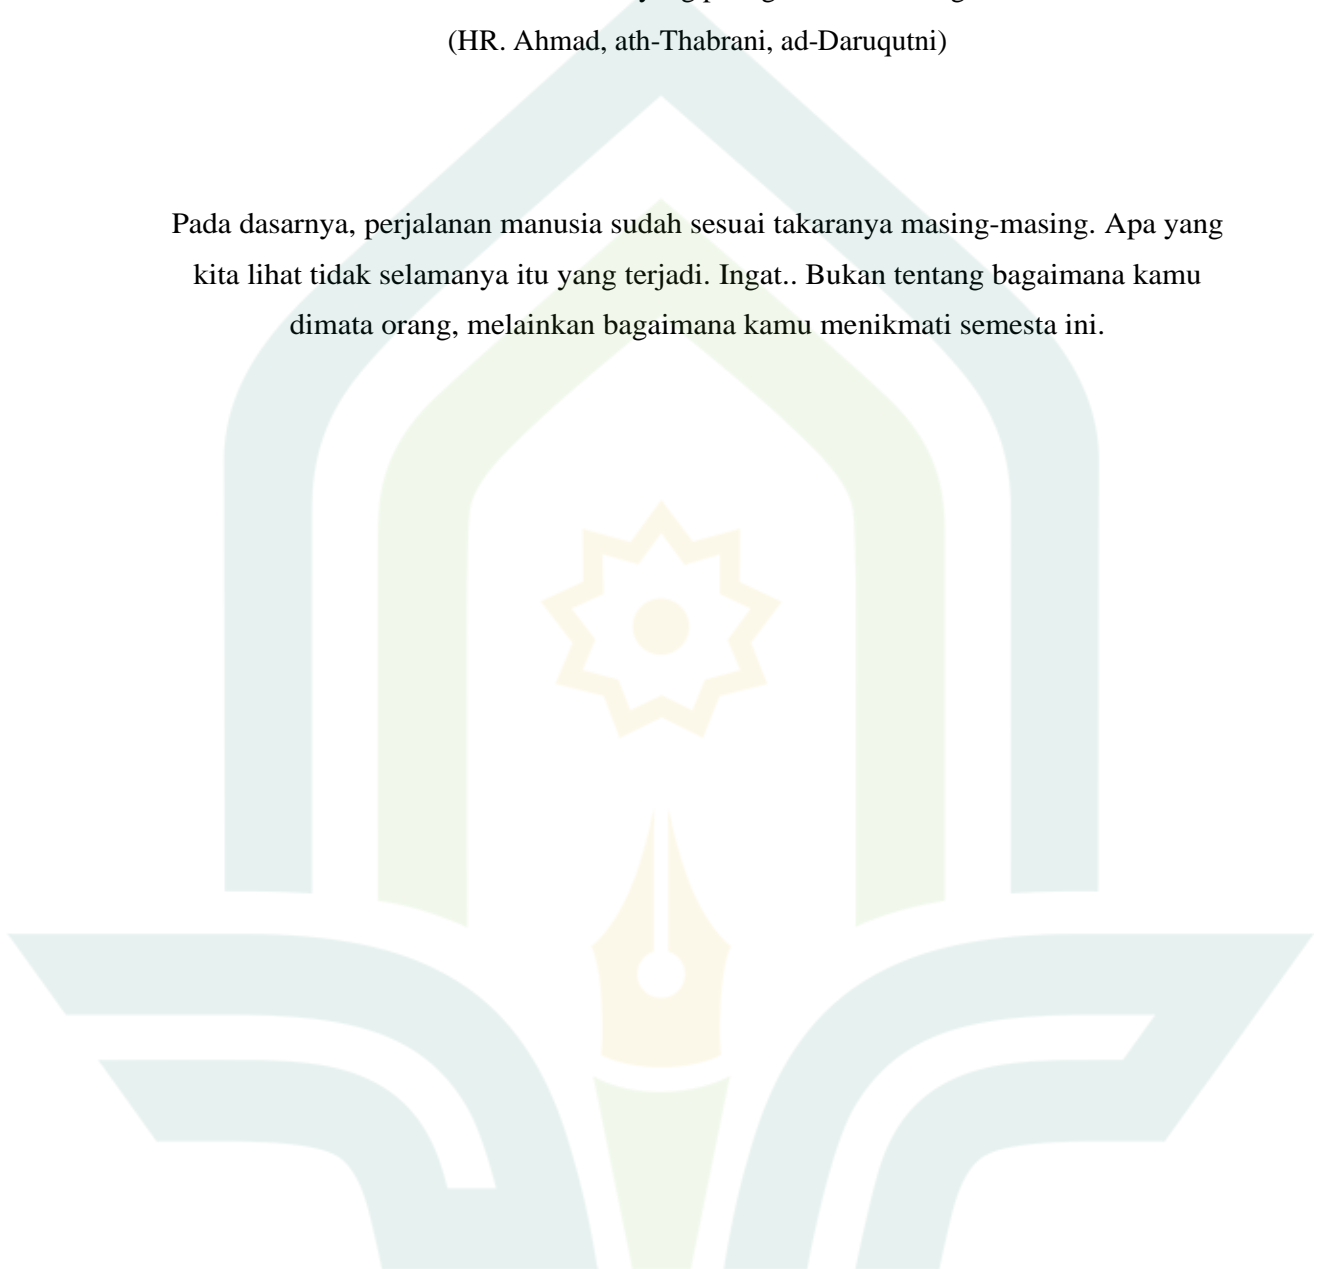 (HR. Ahmad, ath-Thabrani, ad-Daruqutni)
Pada dasarnya, perjalanan manusia sudah sesuai takaranya masing-masing. Apa yang
kita lihat tidak selamanya itu yang terjadi. Ingat.. Bukan tentang bagaimana kamu
dimata orang, melainkan bagaimana kamu menikmati semesta ini.